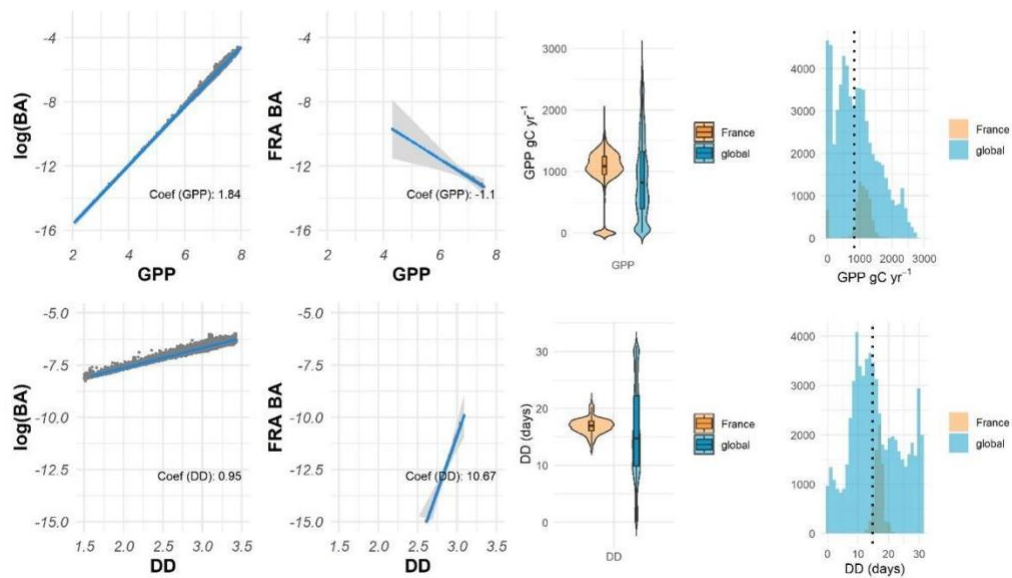 -4
-8
-12
-16
log(BA)
Coef (GPP): 1.84
2
4
6
8
GPP
-4
-8
-12
-16
FRA BA
Coef (GPP): -1.1
2
4
6
8
GPP
3000
2000
1000
0
GPP gC yr⁻¹
GPP
France
global
4000
3000
2000
1000
0
0
1000
2000
3000
GPP gC yr⁻¹
France
global
-5.0
-7.5
-10.0
-12.5
-15.0
log(BA)
Coef (DD): 0.95
1.5
2.0
2.5
3.0
3.5
DD
-5.0
-7.5
-10.0
-12.5
-15.0
FRA BA
Coef (DD): 10.67
1.5
2.0
2.5
3.0
3.5
DD
30
20
10
0
DD (days)
DD
France
global
4000
3000
2000
1000
0
0
10
20
30
DD (days)
France
global